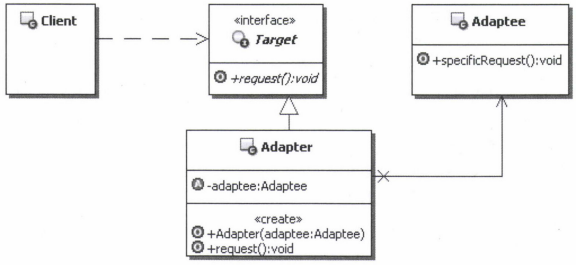 Client
«interface»
Target
+request():void
Adaptee
+specificRequest():void
Adapter
-adaptee:Adaptee
«create»
+Adapter(adaptee:Adaptee)
+request():void